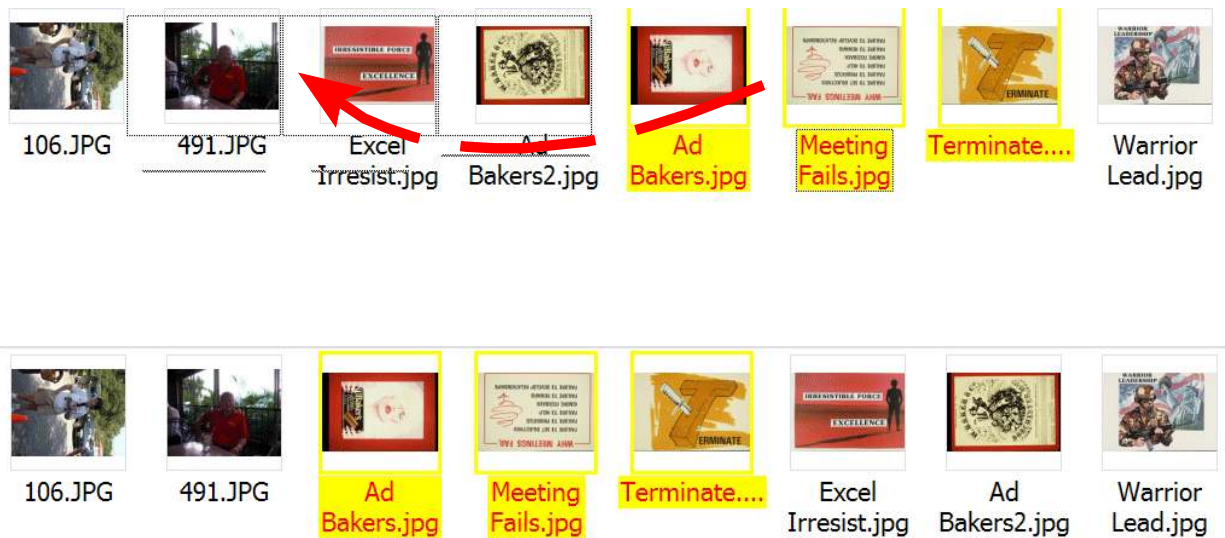 IRRESISTIBLE FORCE
EXCELLENCE
WHY MEETINGS FAIL
ERMINATE
WARRIOR
LEADERSHIP
106.JPG
491.JPG
Excel
Irresist.jpg
Ad
Bakers2.jpg
Ad
Bakers.jpg
Meeting
Fails.jpg
Terminate....
Warrior
Lead.jpg
IRRESISTIBLE FORCE
EXCELLENCE
WHY MEETINGS FAIL
ERMINATE
WARRIOR
LEADERSHIP
106.JPG
491.JPG
Ad
Bakers.jpg
Meeting
Fails.jpg
Terminate....
Excel
Irresist.jpg
Ad
Bakers2.jpg
Warrior
Lead.jpg